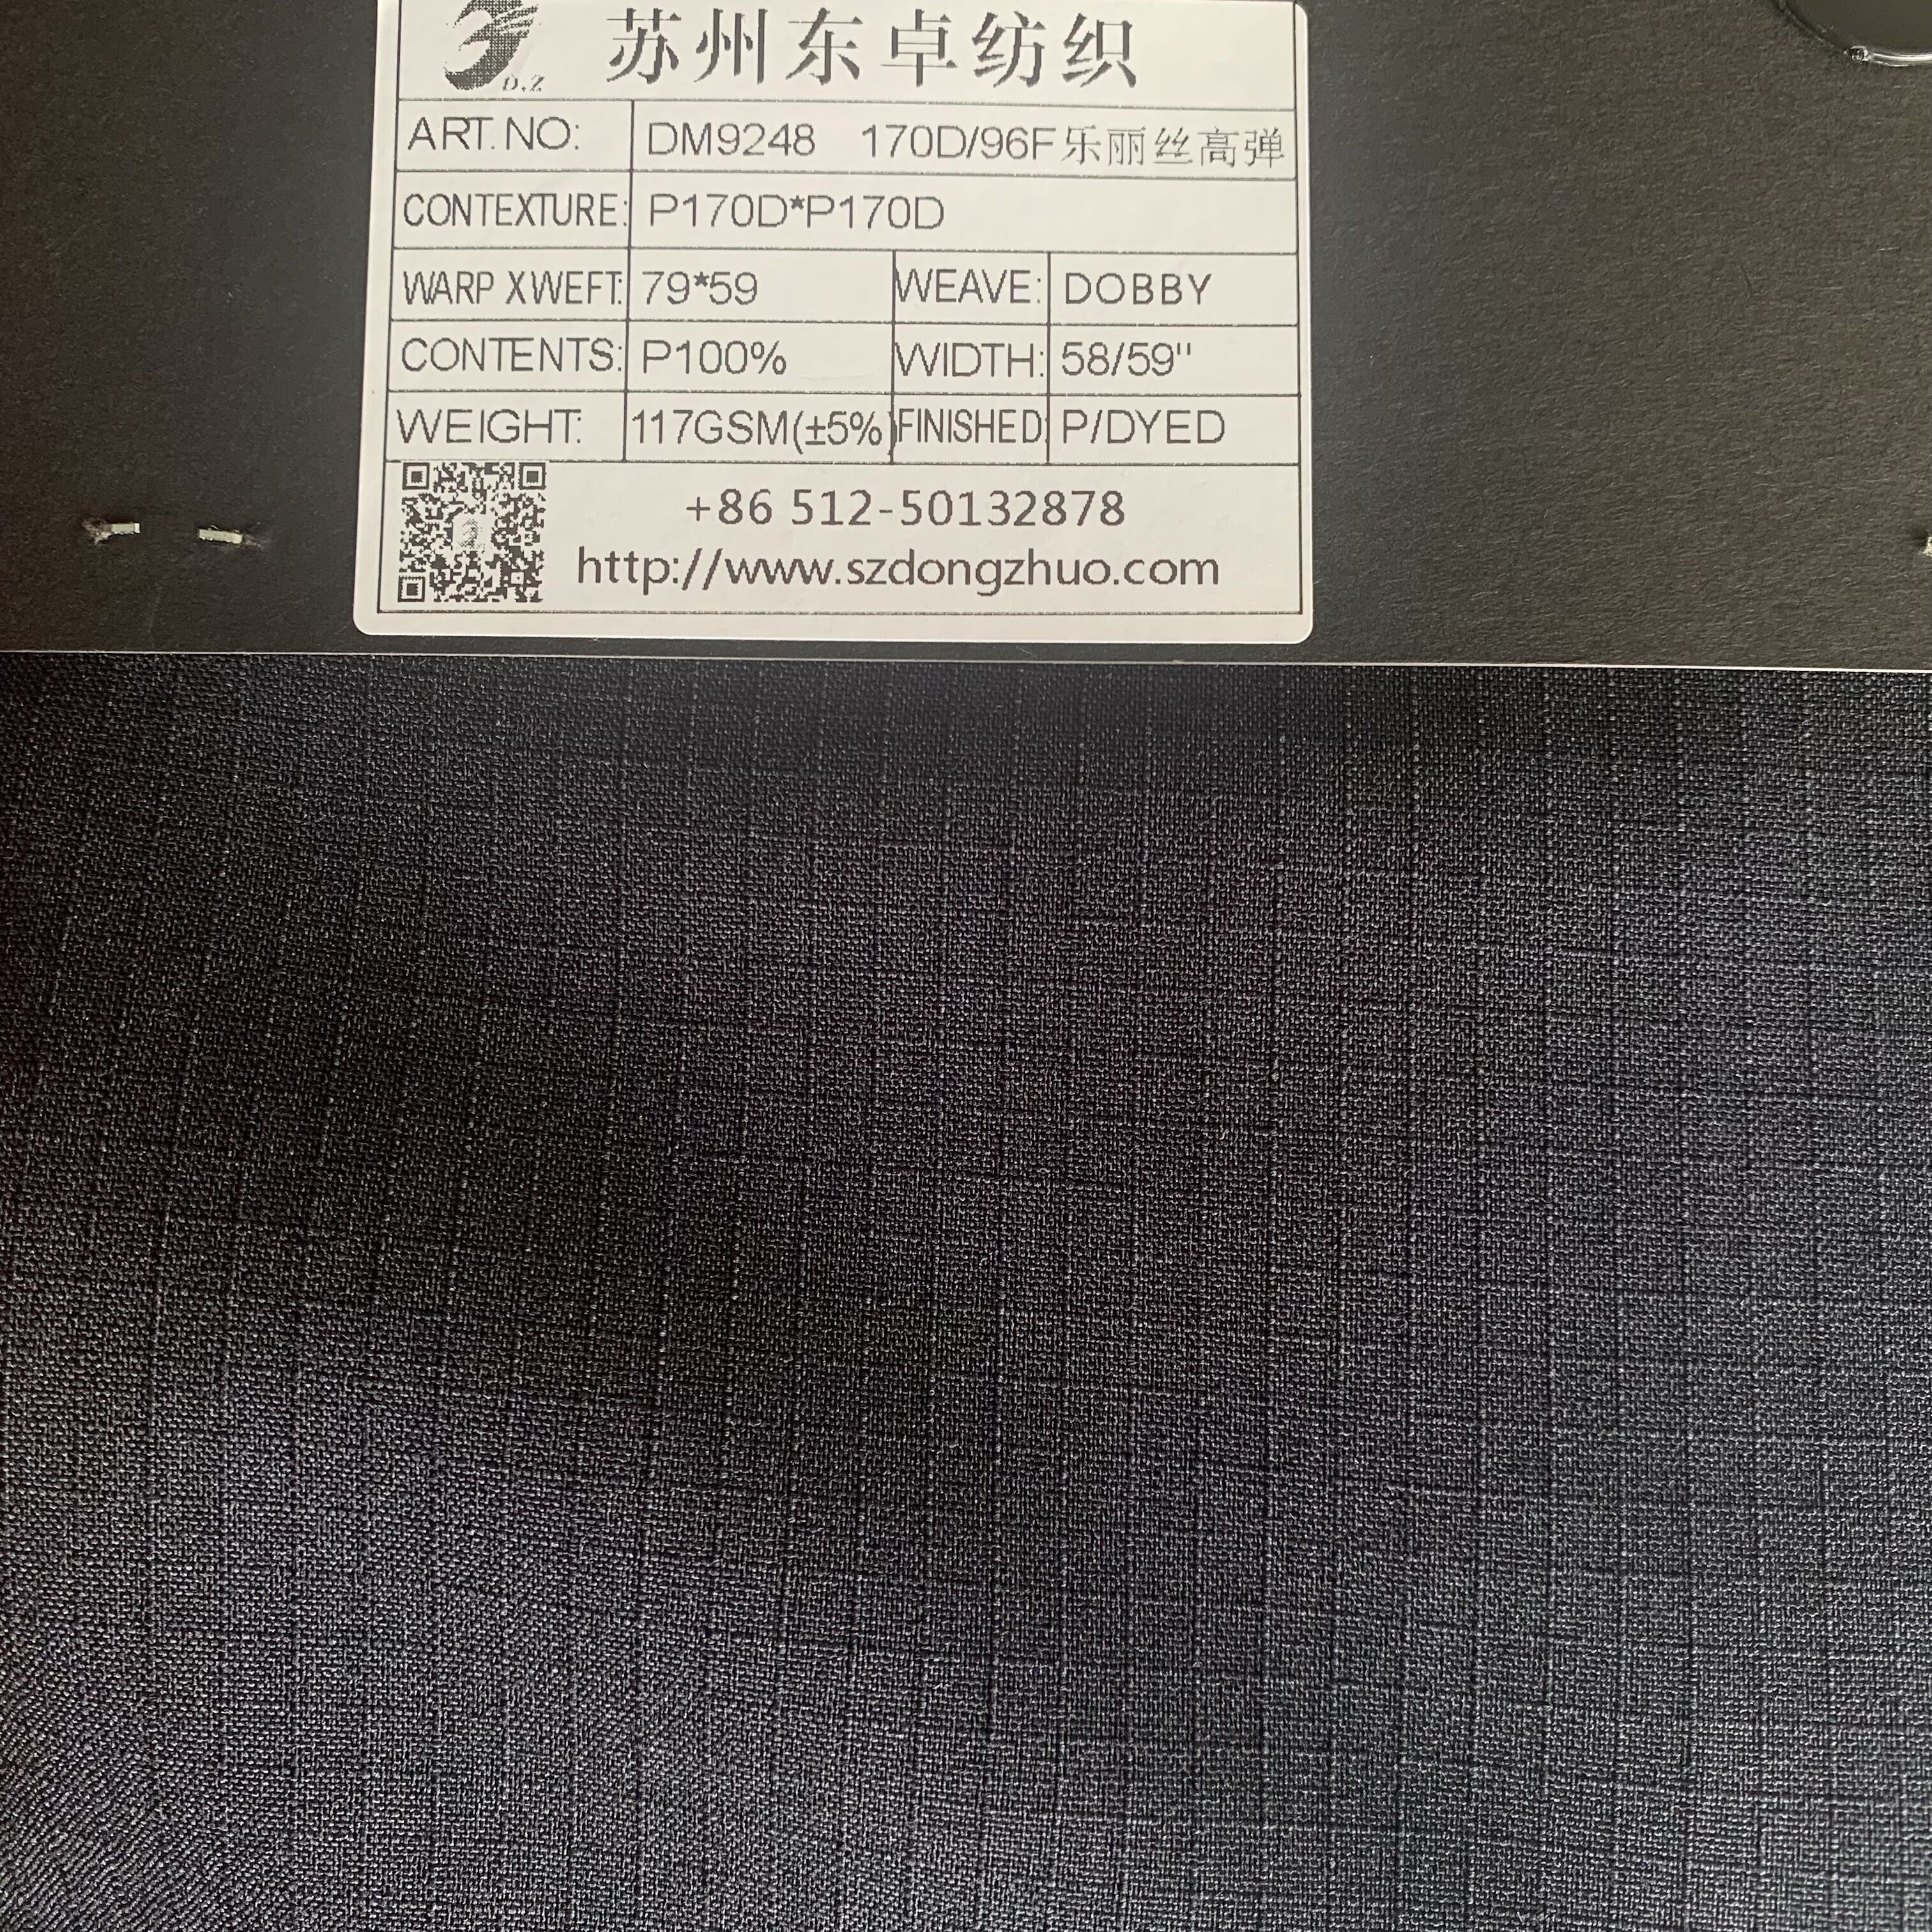 D.Z
苏州东卓纺织
ART.NO: DM9248 170D/96F乐丽丝高弹
CONTEXTURE: P170D*P170D
WARP XWEFT: 79*59 WEAVE: DOBBY
CONTENTS: P100% WIDTH: 58/59"
WEIGHT: 117GSM(±5%) FINISHED: P/DYED
+86 512-50132878
http://www.szdongzhuo.com